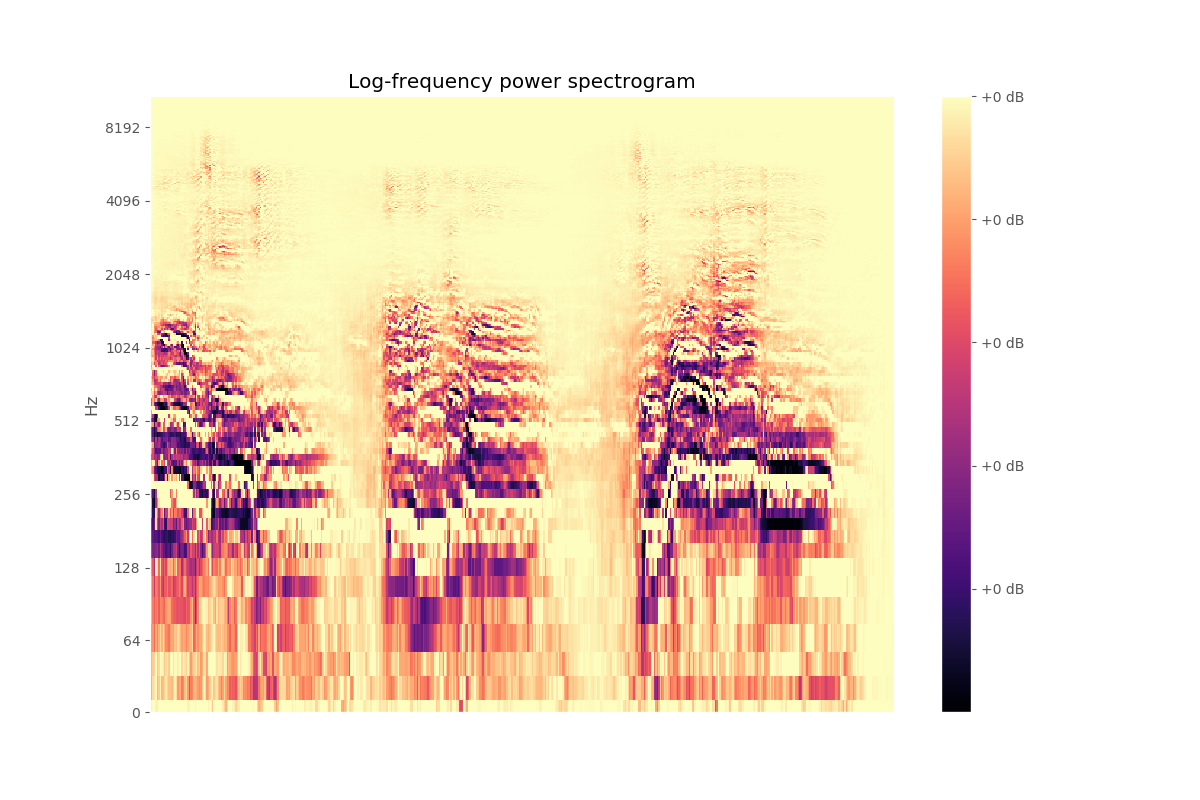 Log-frequency power spectrogram
8192
4096
2048
1024
512
256
128
64
0
Hz
+0 dB
+0 dB
+0 dB
+0 dB
+0 dB